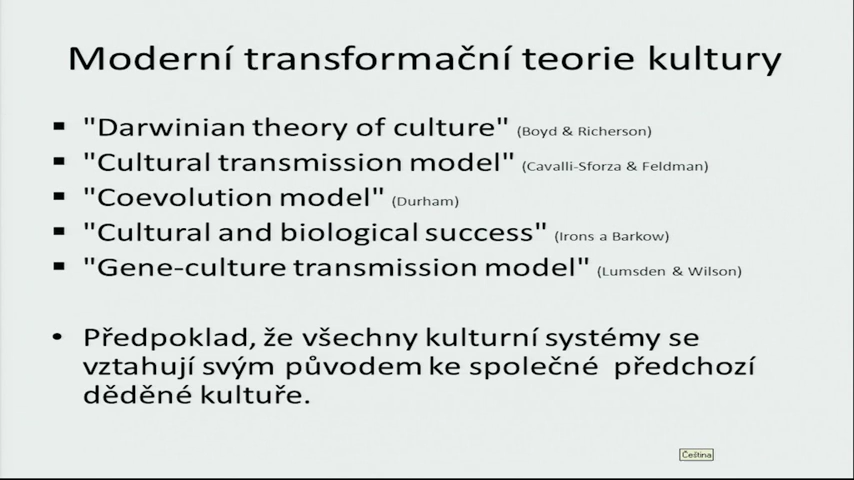 Moderní transformační teorie kultury
"Darwinian theory of culture" (Boyd & Richerson)
"Cultural transmission model" (Cavalli-Sforza & Feldman)
"Coevolution model" (Durham)
"Cultural and biological success" (Irons a Barkow)
"Gene-culture transmission model" (Lumsden & Wilson)
Předpoklad, že všechny kulturní systémy se
vztahují svým původem ke společné předchozí
děděné kultuře.
Čeština